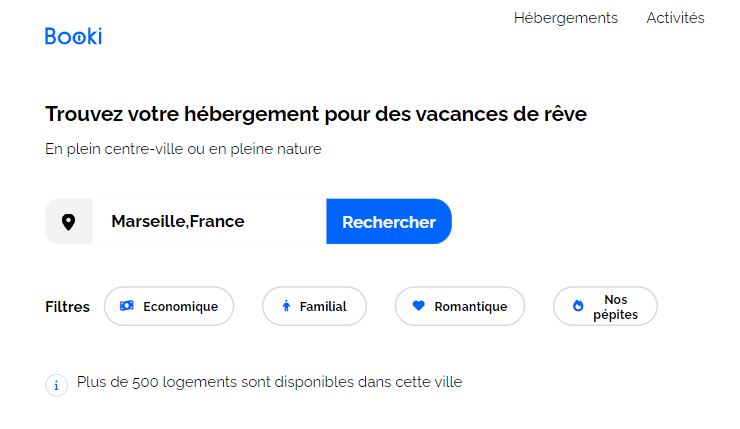 Hébergements Activités
Booki
Trouvez votre hébergement pour des vacances de rêve
En plein centre-ville ou en pleine nature
Marseille,France Rechercher
Filtres Economique Familial Romantique Nos
pépites
i Plus de 500 logements sont disponibles dans cette ville